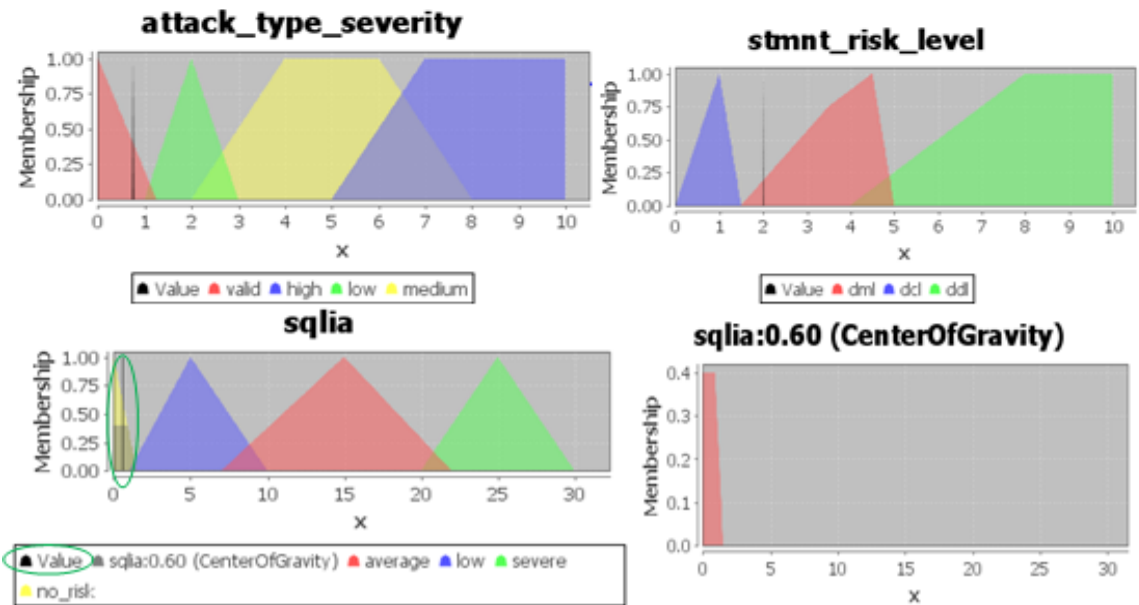 attack_type_severity
Membership
1.00
0.75
0.50
0.25
0.00
0 1 2 3 4 5 6 7 8 9 10
x
Value valid high low medium
stmnt_risk_level
Membership
1.00
0.75
0.50
0.25
0.00
0 1 2 3 4 5 6 7 8 9 10
x
Value dml dcl ddl
sqlia
Membership
1.00
0.75
0.50
0.25
0.00
0 5 10 15 20 25 30
x
Value sqlia:0.60 (CenterOfGravity) average low severe
no_risk
sqlia:0.60 (CenterOfGravity)
Membership
0.4
0.3
0.2
0.1
0.0
0 5 10 15 20 25 30
x